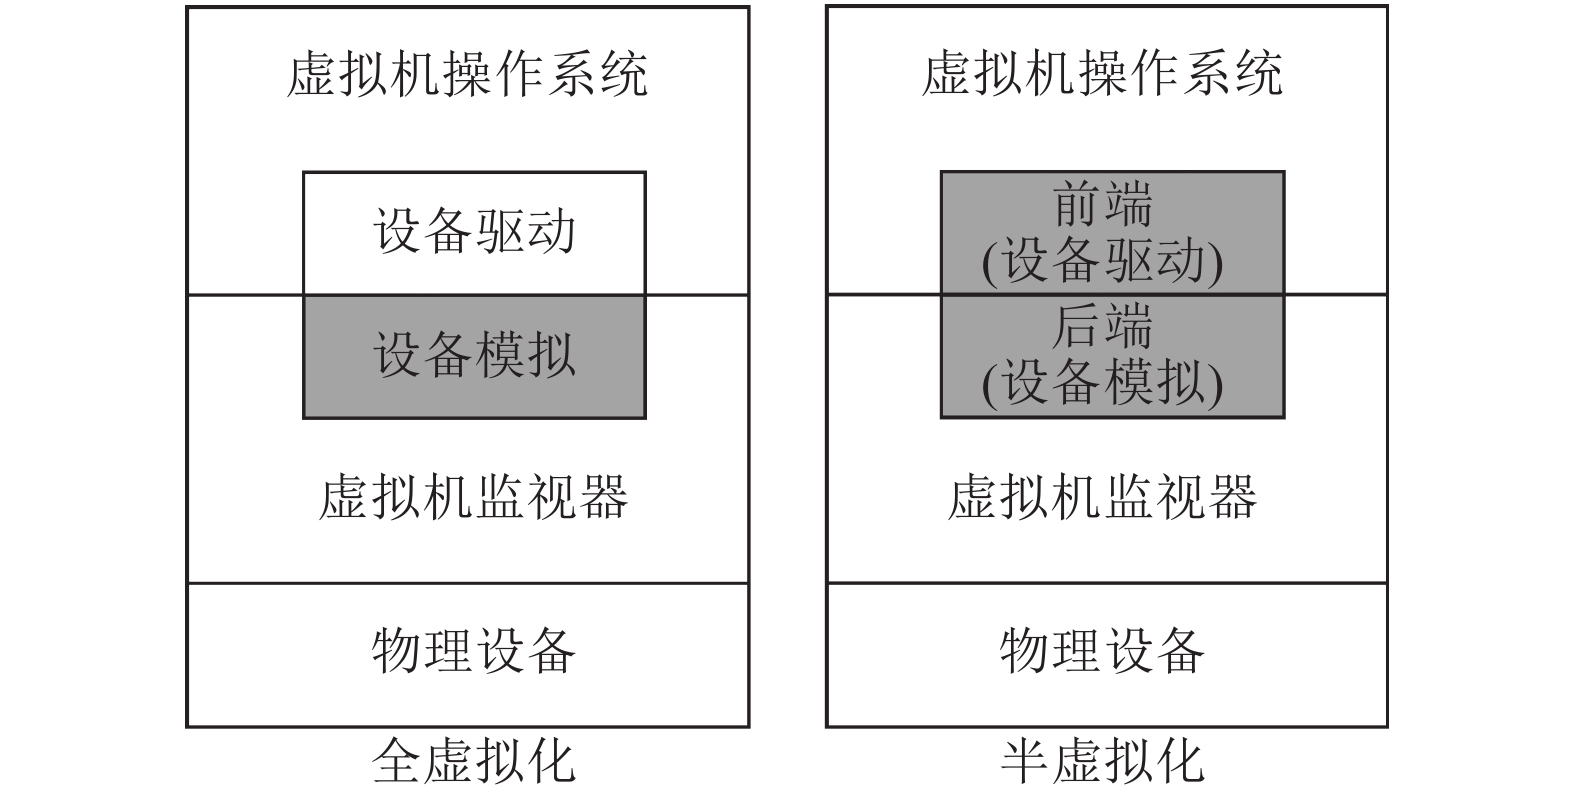 虚拟机操作系统
设备驱动
设备模拟
虚拟机监视器
物理设备
全虚拟化
虚拟机操作系统
前端
(设备驱动)
后端
(设备模拟)
虚拟机监视器
物理设备
半虚拟化